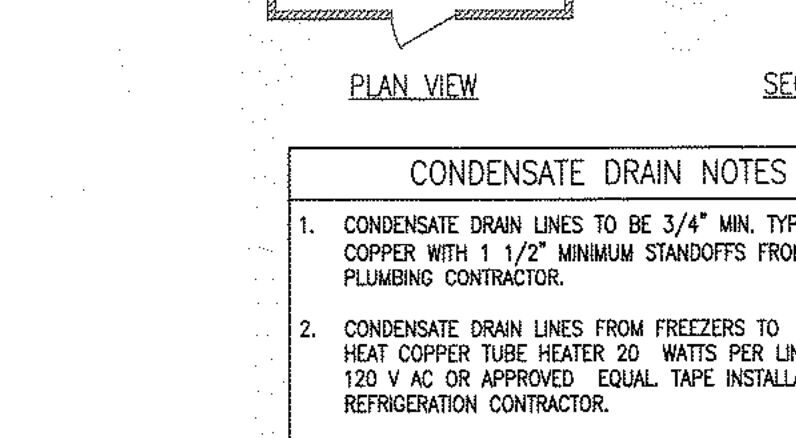 PLAN VIEW
CONDENSATE DRAIN NOTES
1. CONDENSATE DRAIN LINES TO BE 3/4" MIN. TYP
COPPER WITH 1 1/2" MINIMUM STANDOFFS FROM
PLUMBING CONTRACTOR.
2. CONDENSATE DRAIN LINES FROM FREEZERS TO
HEAT COPPER TUBE HEATER 20 WATTS PER LIN
120 V AC OR APPROVED EQUAL. TAPE INSTALLA
REFRIGERATION CONTRACTOR.